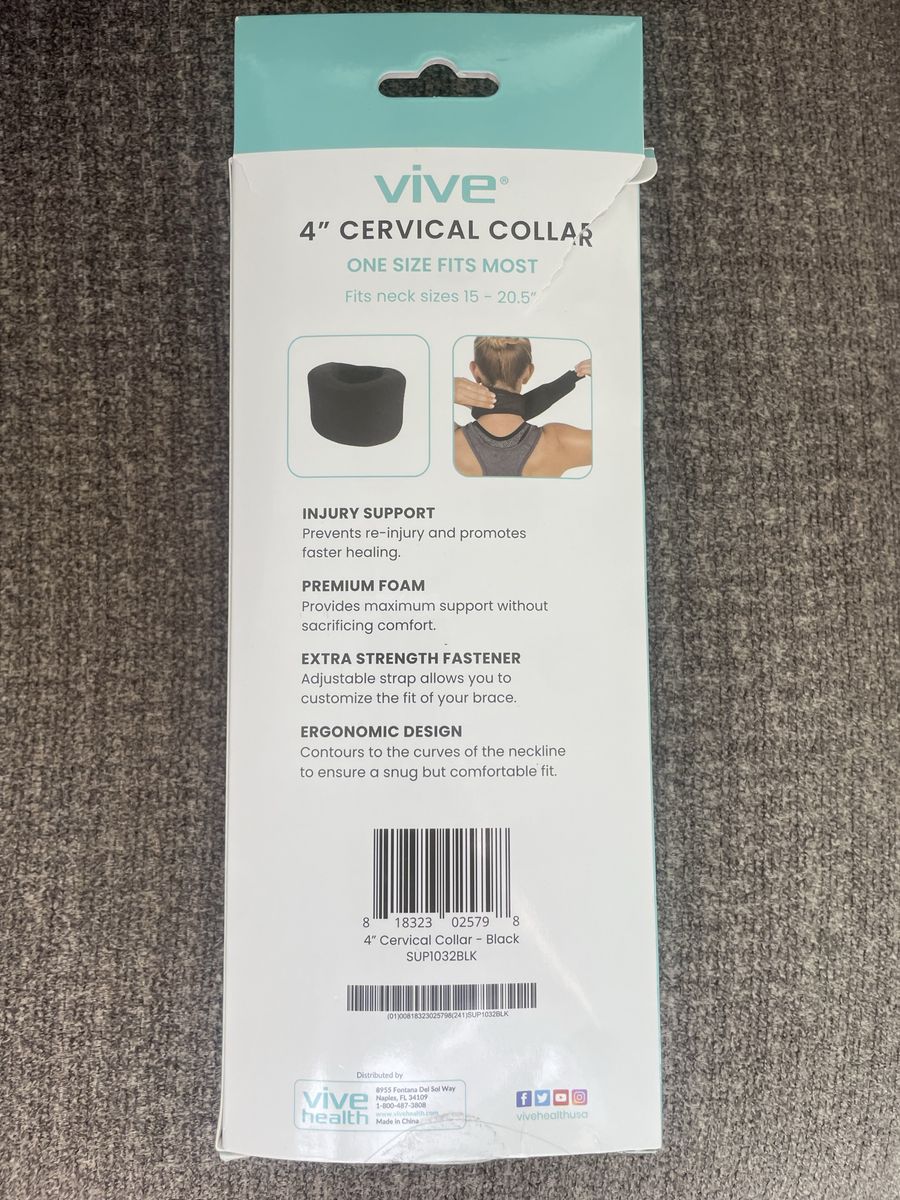 vive®
4” CERVICAL COLLAR
ONE SIZE FITS MOST
Fits neck sizes 15 - 20.5”
INJURY SUPPORT
Prevents re-injury and promotes
faster healing.
PREMIUM FOAM
Provides maximum support without
sacrificing comfort.
EXTRA STRENGTH FASTENER
Adjustable strap allows you to
customize the fit of your brace.
ERGONOMIC DESIGN
Contours to the curves of the neckline
to ensure a snug but comfortable fit.
8 18323 02579 8
4” Cervical Collar - Black
SUP1032BLK
(01)00818323025798(241)SUP1032BLK
Distributed by
vive health
8955 Fontana Del Sol Way
Naples, FL 34109
1-800-487-3808
www.vivehealth.com
Made in China
vivehealthusa